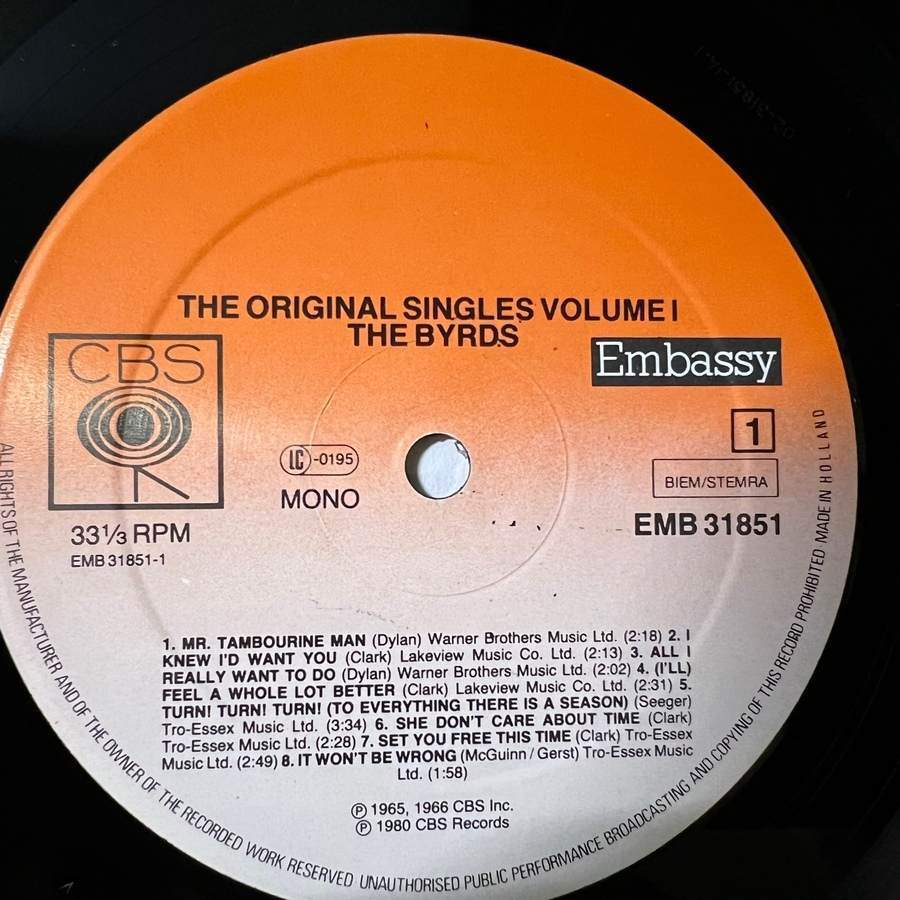 THE ORIGINAL SINGLES VOLUME I
THE BYRDS
CBS
Embassy
1
LC-0195
MONO
BIEM/STEMRA
33⅓ RPM
EMB 31851-1
EMB 31851
1. MR. TAMBOURINE MAN (Dylan) Warner Brothers Music Ltd. (2:18) 2. I
KNEW I'D WANT YOU (Clark) Lakeview Music Co. Ltd. (2:13) 3. ALL I
REALLY WANT TO DO (Dylan) Warner Brothers Music Ltd. (2:02) 4. (I'LL)
FEEL A WHOLE LOT BETTER (Clark) Lakeview Music Co. Ltd. (2:31) 5.
TURN! TURN! TURN! (TO EVERYTHING THERE IS A SEASON) (Seeger)
Tro-Essex Music Ltd. (3:34) 6. SHE DON'T CARE ABOUT TIME (Clark)
Tro-Essex Music Ltd. (2:28) 7. SET YOU FREE THIS TIME (Clark) Tro-Essex
Music Ltd. (2:49) 8. IT WON'T BE WRONG (McGuinn/Gerst) Tro-Essex Music
Ltd. (1:58)
Ⓟ 1965, 1966 CBS Inc.
Ⓟ 1980 CBS Records
ALL RIGHTS OF THE MANUFACTURER AND OF THE OWNER OF THE RECORDED WORK RESERVED UNAUTHORISED PUBLIC PERFORMANCE BROADCASTING AND COPYING OF THIS RECORD PROHIBITED MADE IN HOLLAND